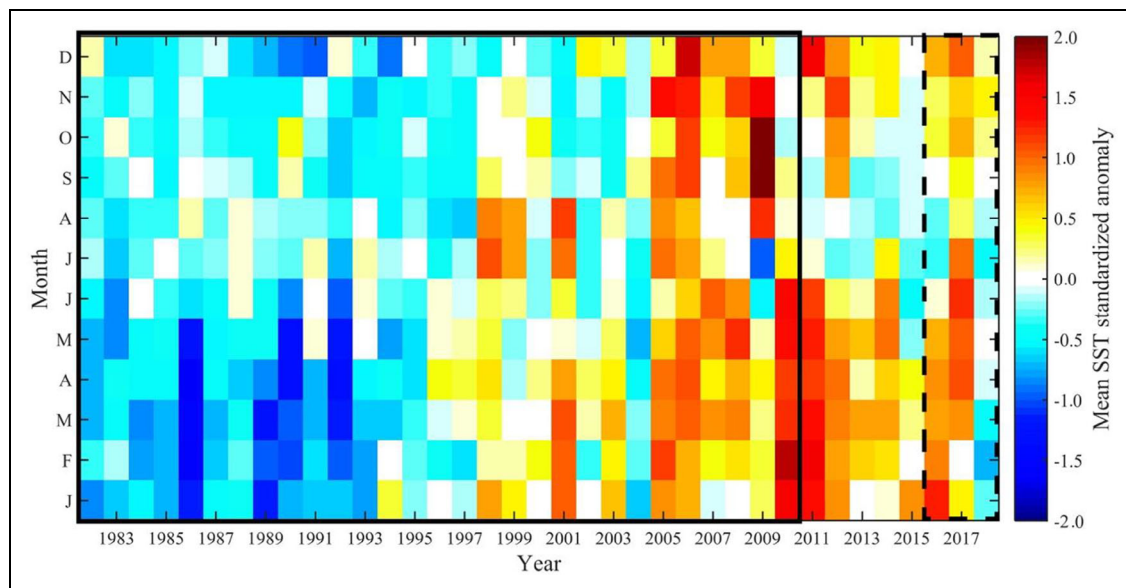 Month
D
N
O
S
A
J
J
M
A
M
F
J
1983 1985 1987 1989 1991 1993 1995 1997 1999 2001 2003 2005 2007 2009 2011 2013 2015 2017
Year
2.0
1.5
1.0
0.5
0.0
-0.5
-1.0
-1.5
-2.0
Mean SST standardized anomaly